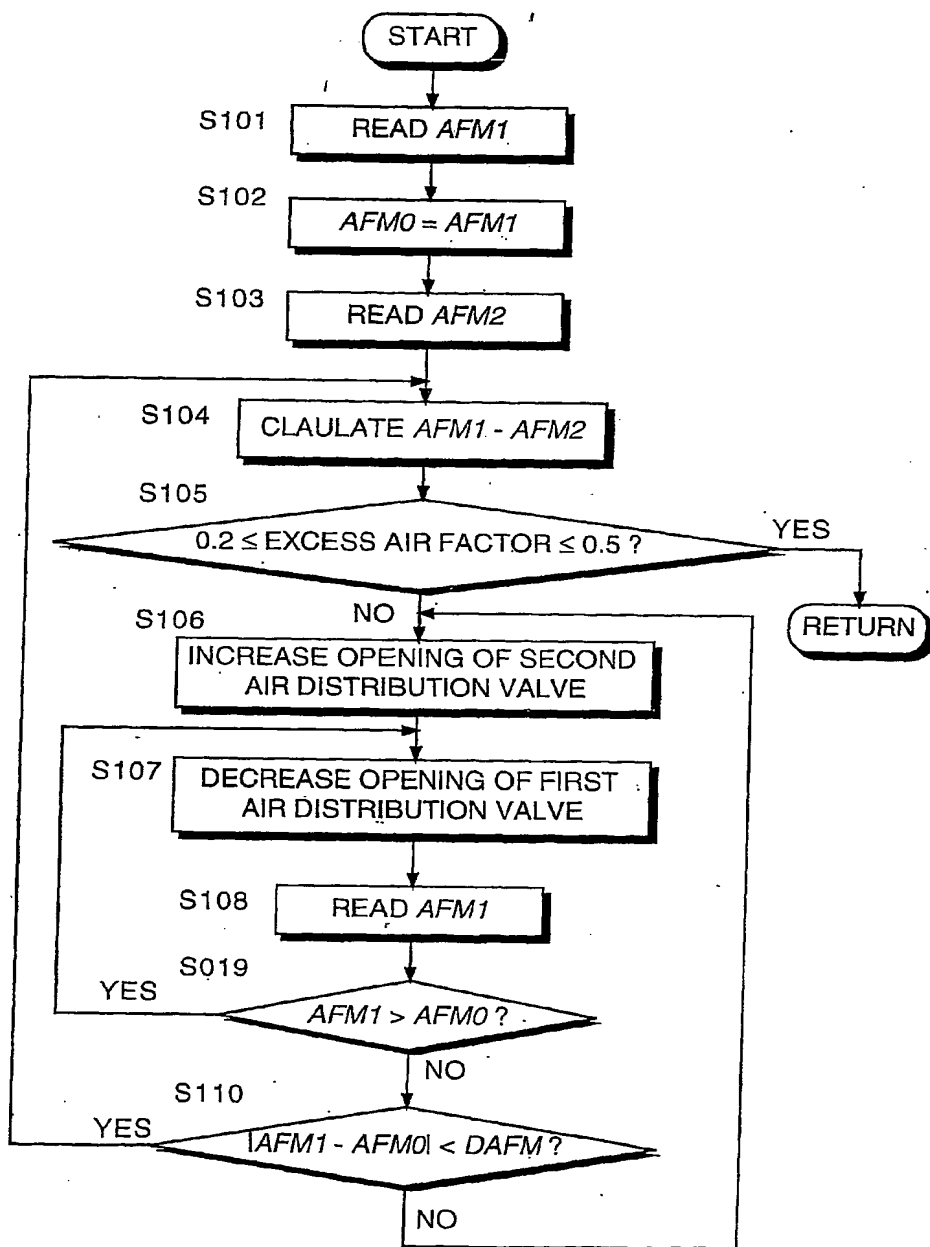 START
S101
READ AFM1
S102
AFM0 = AFM1
S103
READ AFM2
S104
CLAULATE AFM1 - AFM2
S105
0.2 ≤ EXCESS AIR FACTOR ≤ 0.5 ?
YES
RETURN
NO
S106
INCREASE OPENING OF SECOND
AIR DISTRIBUTION VALVE
S107
DECREASE OPENING OF FIRST
AIR DISTRIBUTION VALVE
S108
READ AFM1
S019
YES
AFM1 > AFM0 ?
NO
S110
YES
|AFM1 - AFM0| < DAFM ?
NO